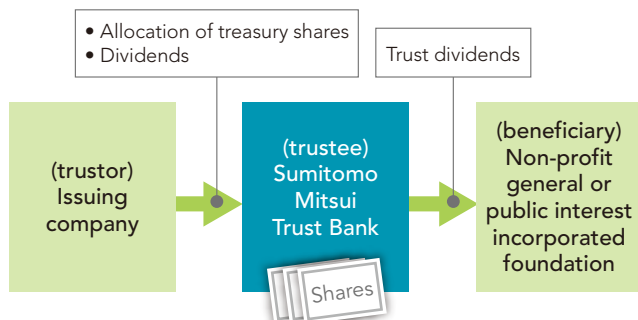 • Allocation of treasury shares
• Dividends
Trust dividends
(trustor)
Issuing
company
(trustee)
Sumitomo
Mitsui
Trust Bank
Shares
(beneficiary)
Non-profit
general or
public interest
incorporated
foundation